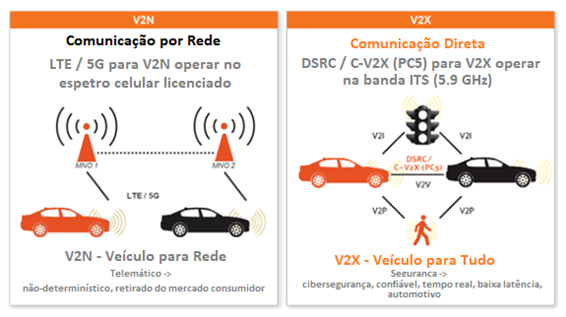 V2N
Comunicação por Rede
LTE / 5G para V2N operar no
espetro celular licenciado
MNO 1
MNO 2
LTE / 5G
V2N - Veículo para Rede
Telemático ->
não-determinístico, retirado do mercado consumidor
V2X
Comunicação Direta
DSRC / C-V2X (PC5) para V2X operar
na banda ITS (5.9 GHz)
V2I
V2I
DSRC/
C-V2X (PC5)
V2V
V2P
V2P
V2X - Veículo para Tudo
Seguranca ->
cibersegurança, confiável, tempo real, baixa latência,
automotivo